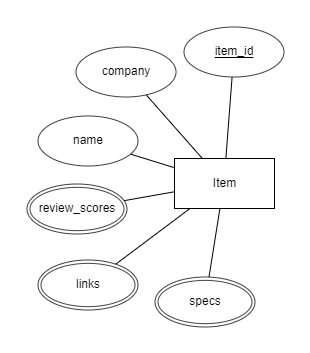 item_id
company
name
Item
review_scores
links
specs